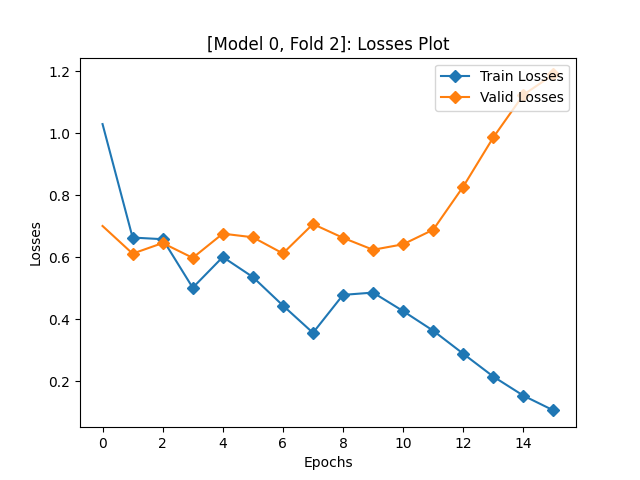 [Model 0, Fold 2]: Losses Plot
Train Losses
Valid Losses
1.2
1.0
0.8
0.6
0.4
0.2
Losses
0 2 4 6 8 10 12 14
Epochs